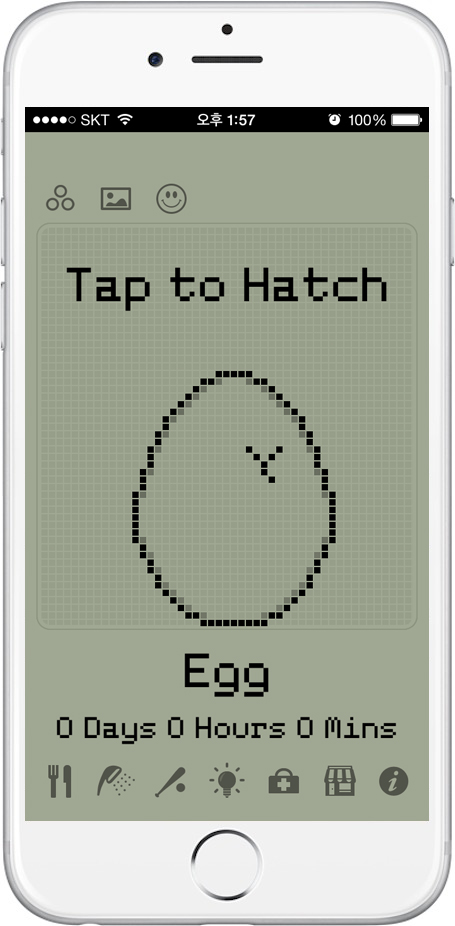 SKT 오후 1:57 100%
Tap to Hatch
Egg
0 Days 0 Hours 0 Mins